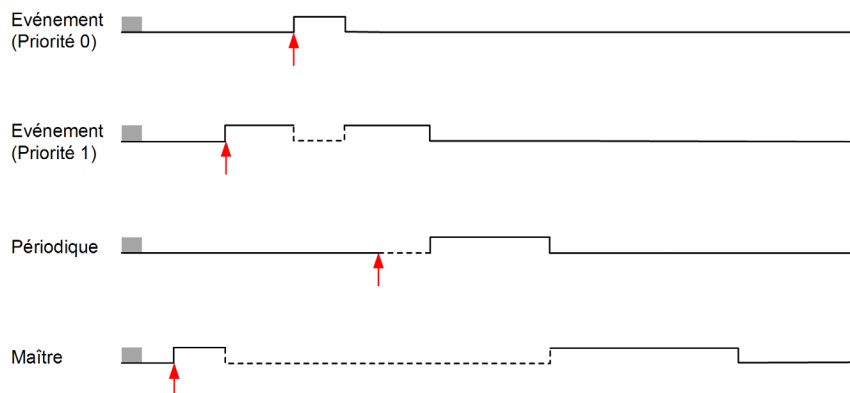 Evénement
(Priorité 0)
Evénement
(Priorité 1)
Périodique
Maître